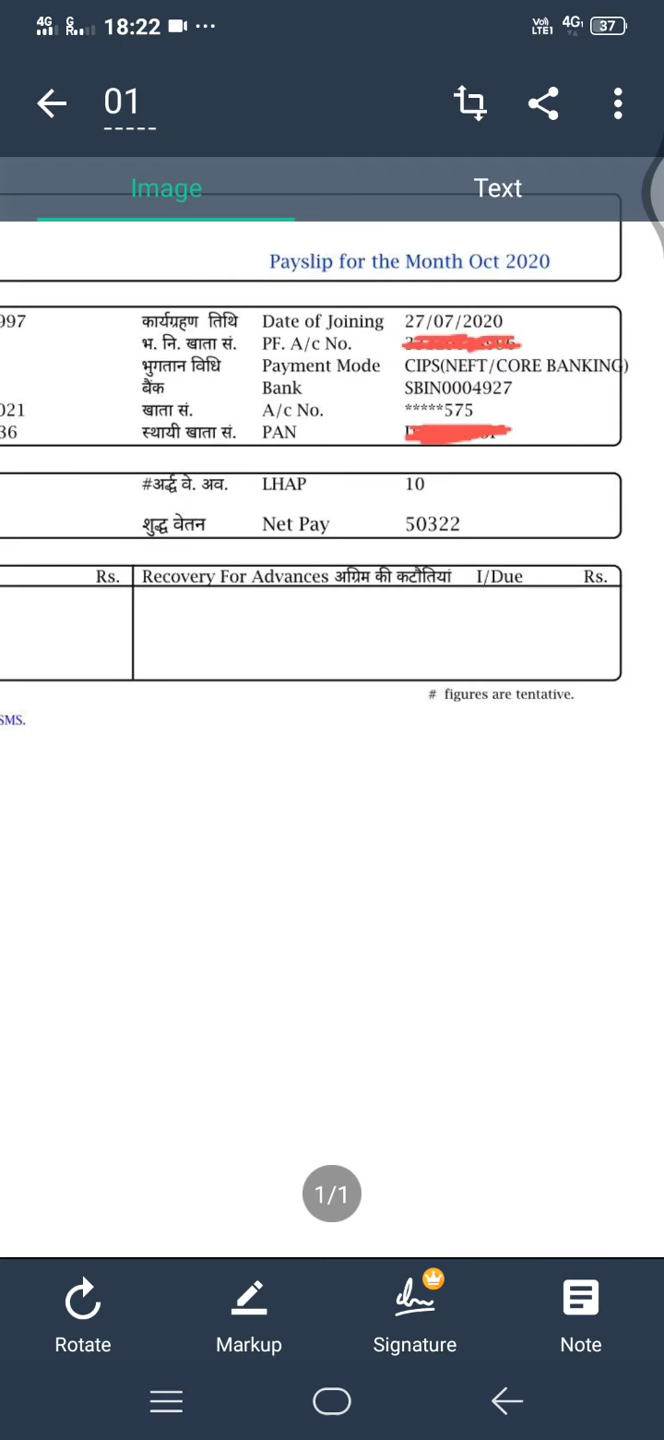 18:22
VoLTE1 4G 37
01
Image Text
Payslip for the Month Oct 2020
997 कार्यग्रहण तिथि Date of Joining 27/07/2020
भ. नि. खाता सं. PF. A/c No.
भुगतान विधि Payment Mode CIPS(NEFT/CORE BANKING)
बैंक Bank SBIN0004927
021 खाता सं. A/c No. *****575
36 स्थायी खाता सं. PAN
#अर्द्ध वे. अव. LHAP 10
शुद्ध वेतन Net Pay 50322
Rs. Recovery For Advances अग्रिम की कटौतियां I/Due Rs.
# figures are tentative.
SMS.
1/1
Rotate Markup Signature Note